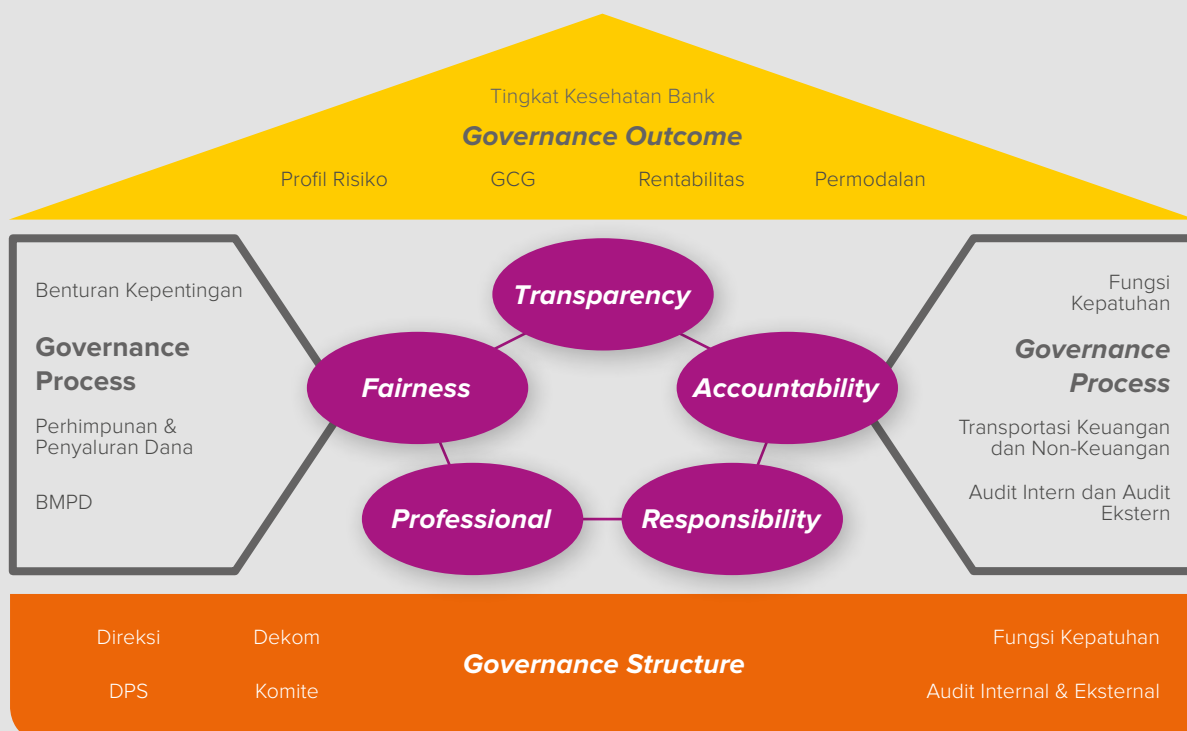 Tingkat Kesehatan Bank
Governance Outcome
Profil Risiko GCG Rentabilitas Permodalan
Benturan Kepentingan
Governance
Process
Perhimpunan &
Penyaluran Dana
BMPD
Transparency
Fairness
Accountability
Professional
Responsibility
Fungsi
Kepatuhan
Governance
Process
Transportasi Keuangan
dan Non-Keuangan
Audit Intern dan Audit
Ekstern
Direksi Dekom
DPS Komite
Governance Structure
Fungsi Kepatuhan
Audit Internal & Eksternal